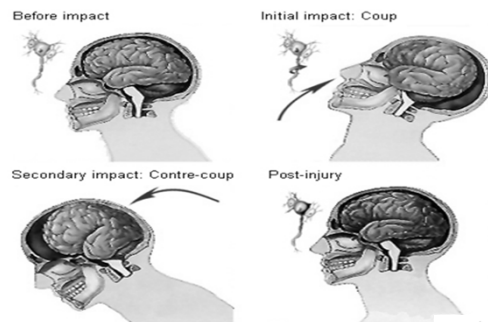 Before impact
Initial impact: Coup
Secondary impact: Contre-coup
Post-injury